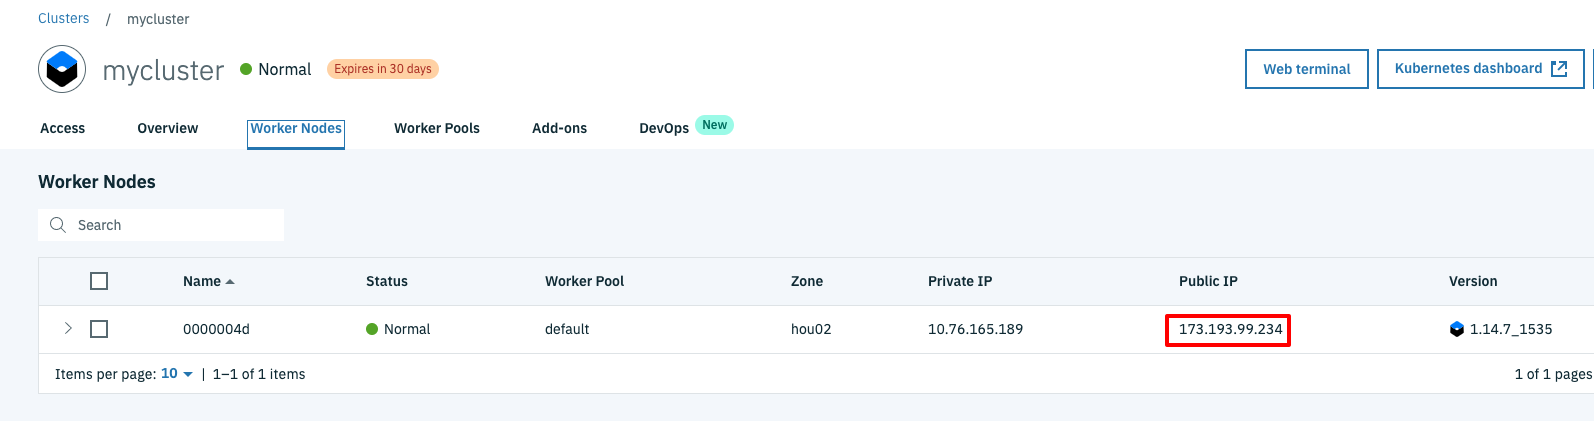 Clusters / mycluster
mycluster Normal Expires in 30 days Web terminal Kubernetes dashboard
Access Overview Worker Nodes Worker Pools Add-ons DevOps New
Worker Nodes
Search
Name Status Worker Pool Zone Private IP Public IP Version
0000004d Normal default hou02 10.76.165.189 173.193.99.234 1.14.7_1535
Items per page: 10 | 1–1 of 1 items 1 of 1 pages